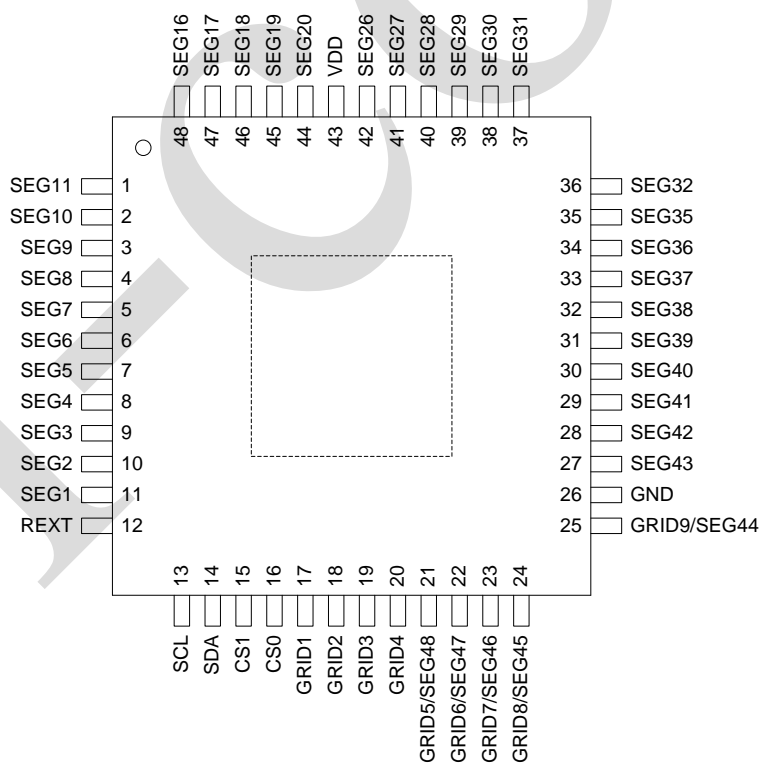 SEG16 SEG17 SEG18 SEG19 SEG20 VDD SEG26 SEG27 SEG28 SEG29 SEG30 SEG31
48 47 46 45 44 43 42 41 40 39 38 37
SEG11 1 36 SEG32
SEG10 2 35 SEG35
SEG9 3 34 SEG36
SEG8 4 33 SEG37
SEG7 5 32 SEG38
SEG6 6 31 SEG39
SEG5 7 30 SEG40
SEG4 8 29 SEG41
SEG3 9 28 SEG42
SEG2 10 27 SEG43
SEG1 11 26 GND
REXT 12 25 GRID9/SEG44
13 14 15 16 17 18 19 20 21 22 23 24
SCL SDA CS1 CS0 GRID1 GRID2 GRID3 GRID4 GRID5/SEG48 GRID6/SEG47 GRID7/SEG46 GRID8/SEG45